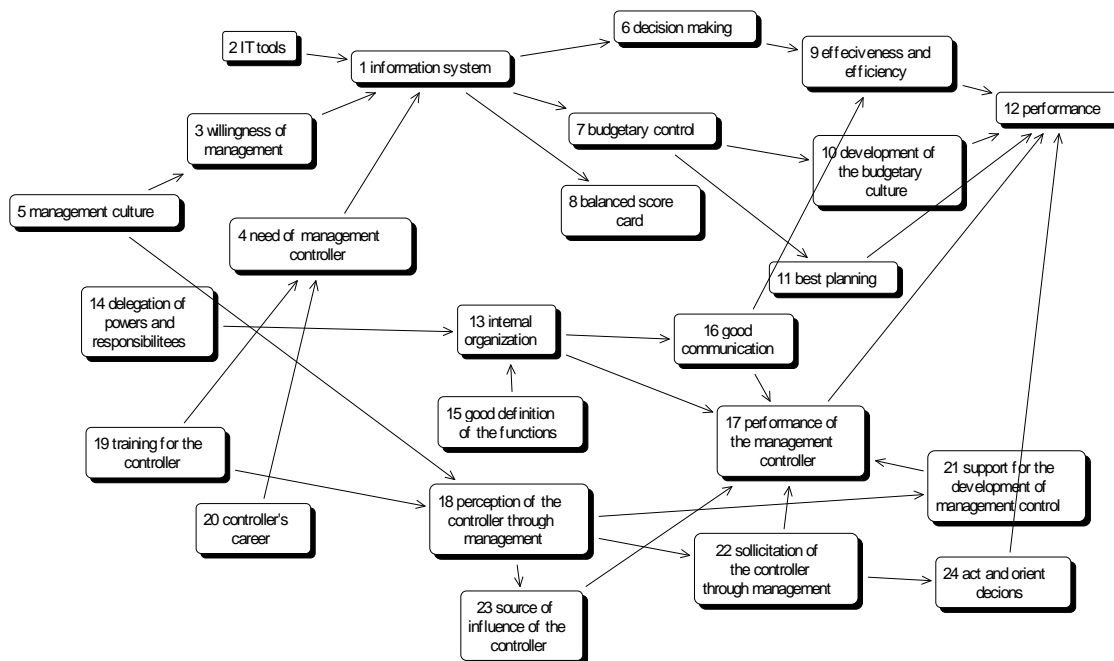 2 IT tools
1 information system
6 decision making
9 effeciveness and
efficiency
12 performance
3 willingness of
management
7 budgetary control
10 development of
the budgetary
culture
5 management culture
4 need of management
controller
8 balanced score
card
11 best planning
14 delegation of
powers and
responsibilitees
13 internal
organization
16 good
communication
15 good definition
of the functions
17 performance of
the management
controller
19 training for the
controller
21 support for the
development of
management control
18 perception of the
controller through
management
20 controller's
career
22 sollicitation of
the controller
through management
24 act and orient
decions
23 source of
influence of the
controller